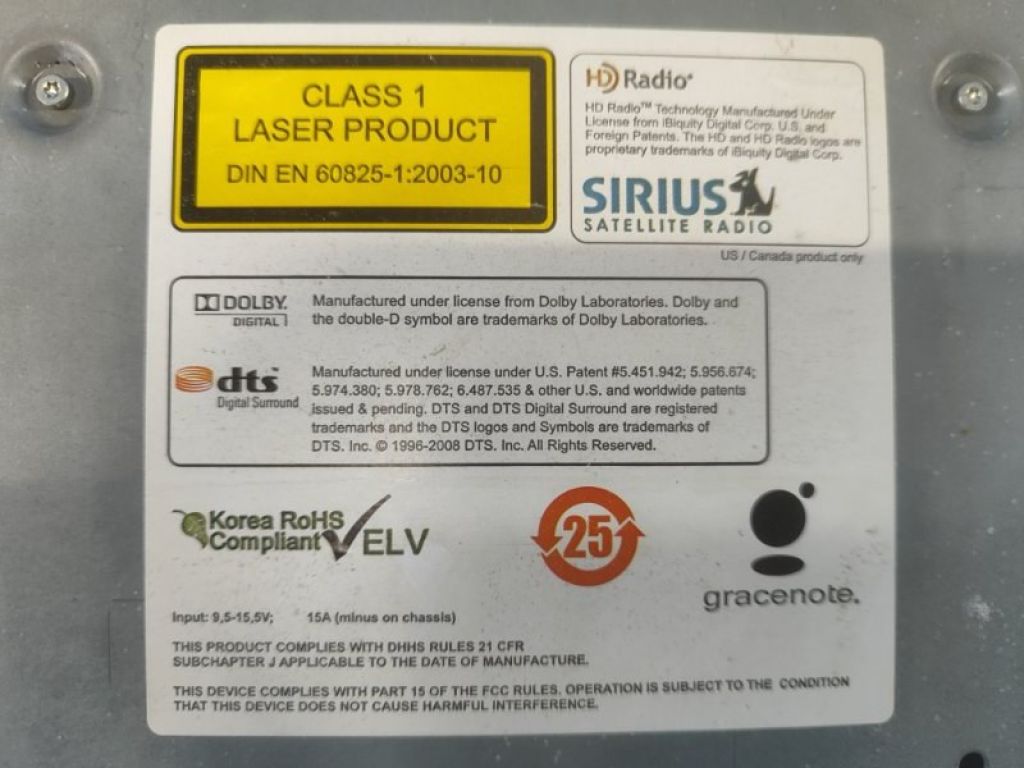 CLASS 1
LASER PRODUCT
DIN EN 60825-1:2003-10
HD Radio®
HD Radio™ Technology Manufactured Under
License from iBiquity Digital Corp. U.S. and
Foreign Patents. The HD and HD Radio logos are
proprietary trademarks of iBiquity Digital Corp.
SIRIUS
SATELLITE RADIO
US / Canada product only
DOLBY
DIGITAL
Manufactured under license from Dolby Laboratories. Dolby and
the double-D symbol are trademarks of Dolby Laboratories.
dts
Digital Surround
Manufactured under license under U.S. Patent #5.451.942; 5.956.674;
5.974.380; 5.978.762; 6.487.535 & other U.S. and worldwide patents
issued & pending. DTS and DTS Digital Surround are registered
trademarks and the DTS logos and Symbols are trademarks of
DTS. Inc. © 1996-2008 DTS. Inc. All Rights Reserved.
Korea RoHS
Compliant
ELV
25
gracenote.
Input: 9,5-15,5V; 15A (minus on chassis)
THIS PRODUCT COMPLIES WITH DHHS RULES 21 CFR
SUBCHAPTER J APPLICABLE TO THE DATE OF MANUFACTURE.
THIS DEVICE COMPLIES WITH PART 15 OF THE FCC RULES. OPERATION IS SUBJECT TO THE CONDITION
THAT THIS DEVICE DOES NOT CAUSE HARMFUL INTERFERENCE.